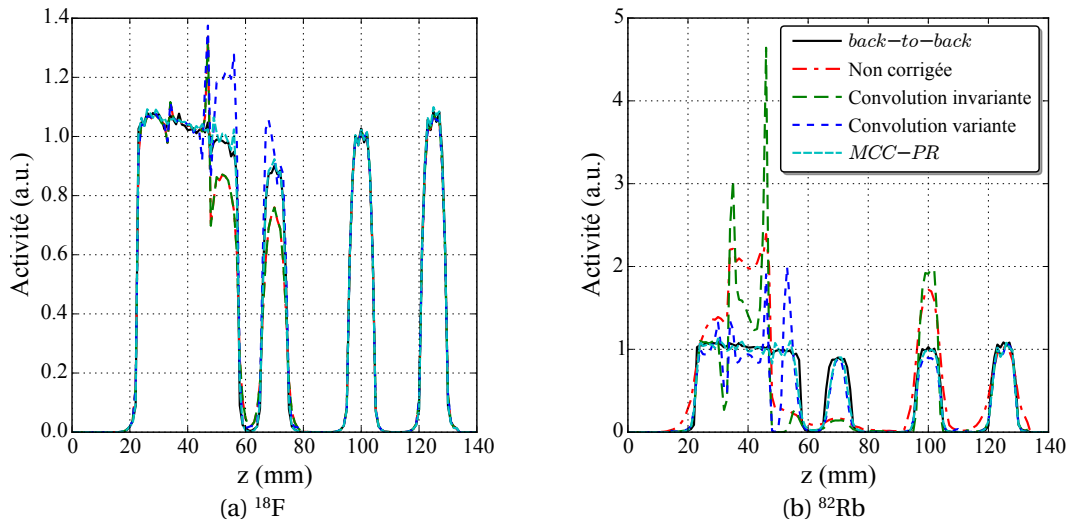 1.4
1.2
1.0
0.8
0.6
0.4
0.2
0.0
Activité (a.u.)
0 20 40 60 80 100 120 140
z (mm)
(a) ¹⁸F
5
4
3
2
1
0
Activité (a.u.)
0 20 40 60 80 100 120 140
z (mm)
back−to−back
Non corrigée
Convolution invariante
Convolution variante
MCC−PR
(b) ⁸²Rb